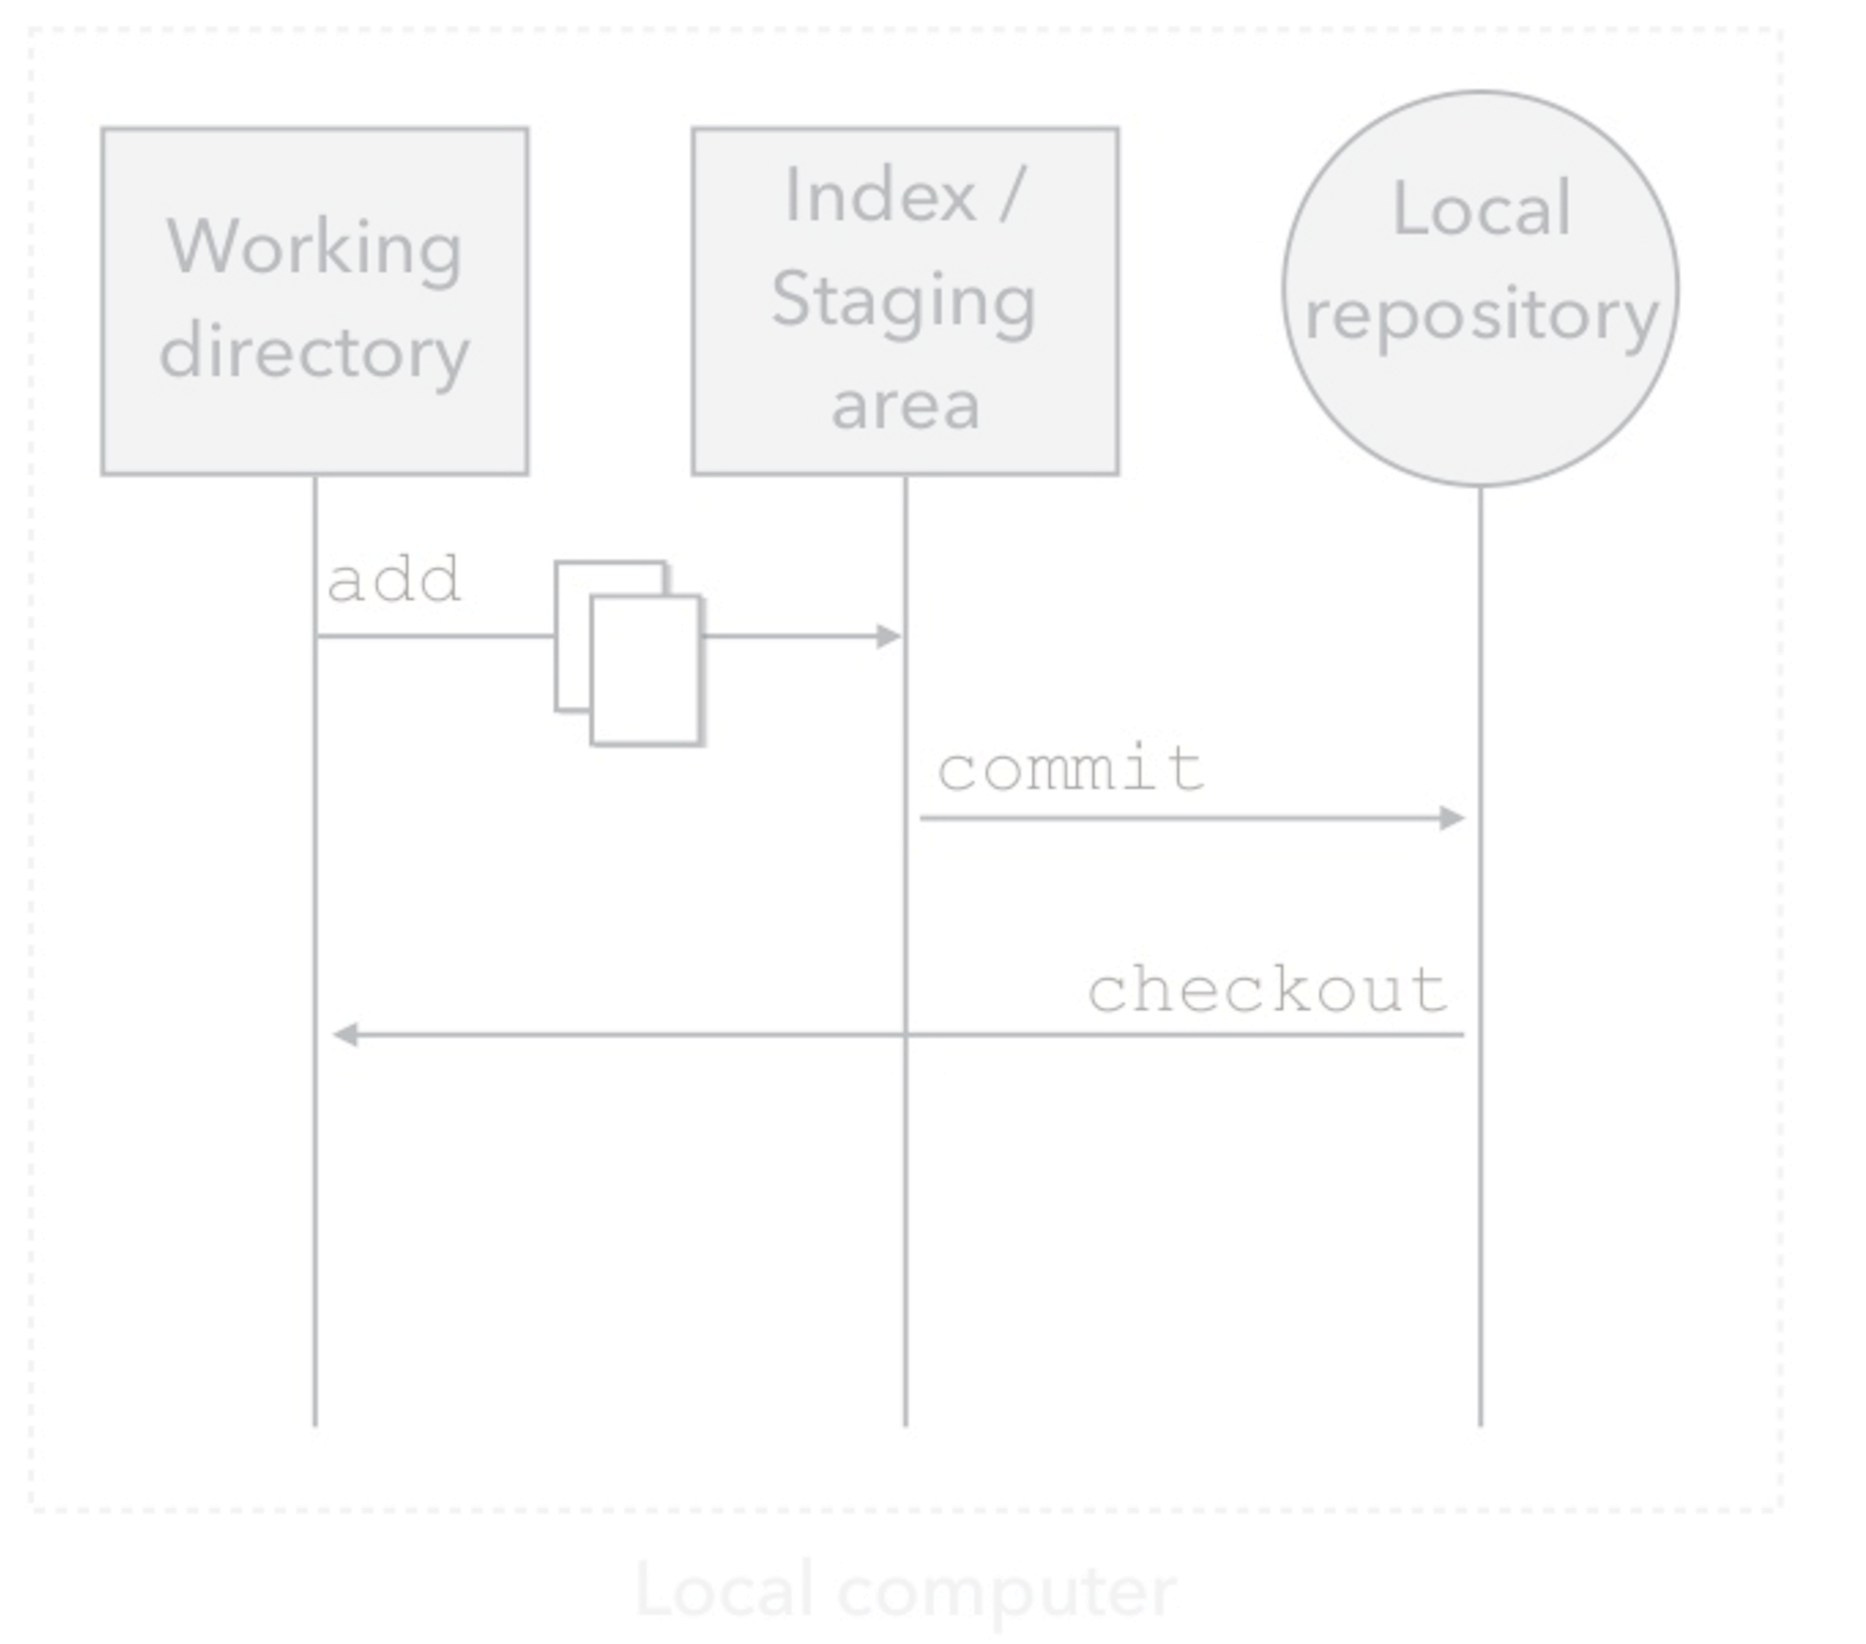 Working
directory
Index /
Staging
area
Local
repository
add
commit
checkout
Local computer